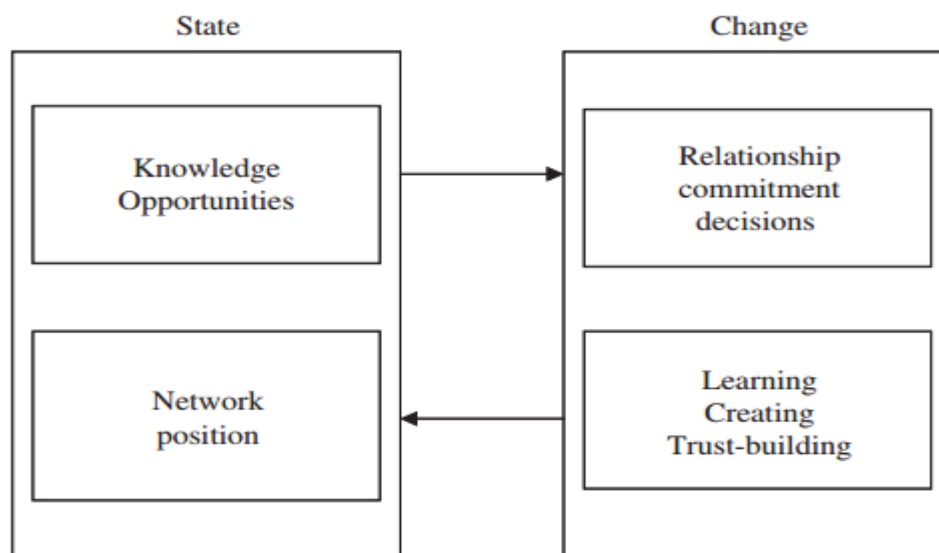 State
Knowledge
Opportunities
Network
position
Change
Relationship
commitment
decisions
Learning
Creating
Trust-building